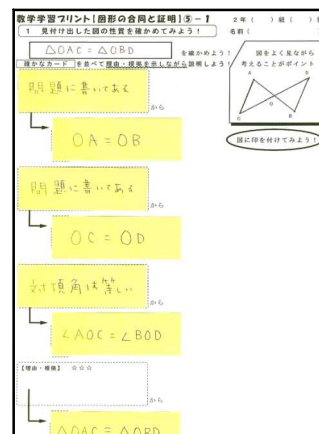 数学学習プリント【図形の合同と証明】⑤-1
2年( )組( )
1 見付け出した図の性質を確かめてみよう!
名前(
△OAC=△OBD
を確かめよう!
確かなカードを並べて理由・根拠を示しながら説明しよう!
図をよく見ながら
考えることがポイント
A
D
O
C
B
図に印を付けてみよう!
問題に書いてある
から
OA=OB
問題に書いてある
から
OC=OD
対頂角は等しい
から
∠AOC=∠BOD
【理由・根拠】 ☆☆☆
から
△OAC=△OBD